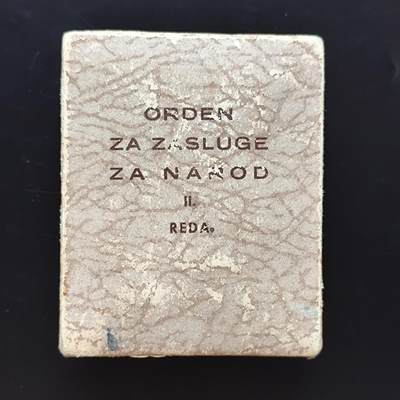 ORDEN
ZA ZASLUGE
ZA NAROD
II.
REDA.